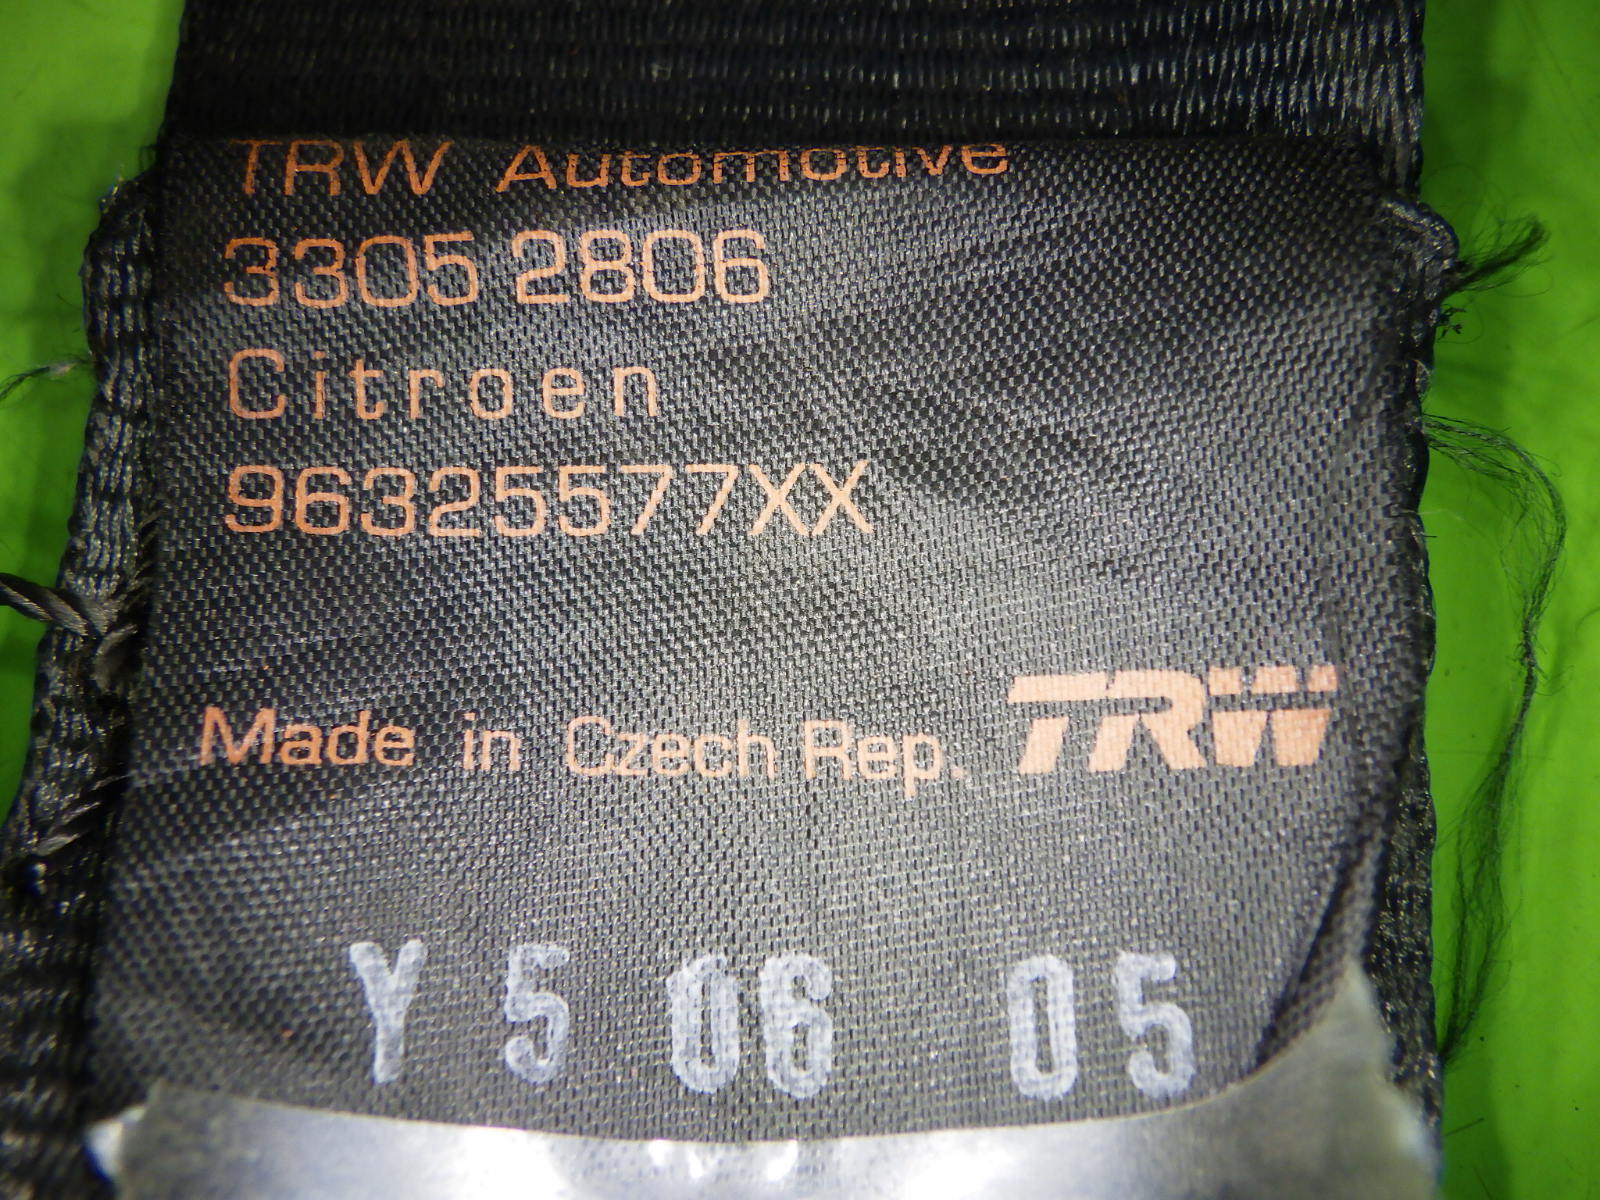 TRW Automotive
3305 2806
Citroen
96325577XX
Made in Czech Rep. TRW
Y 5 06 05